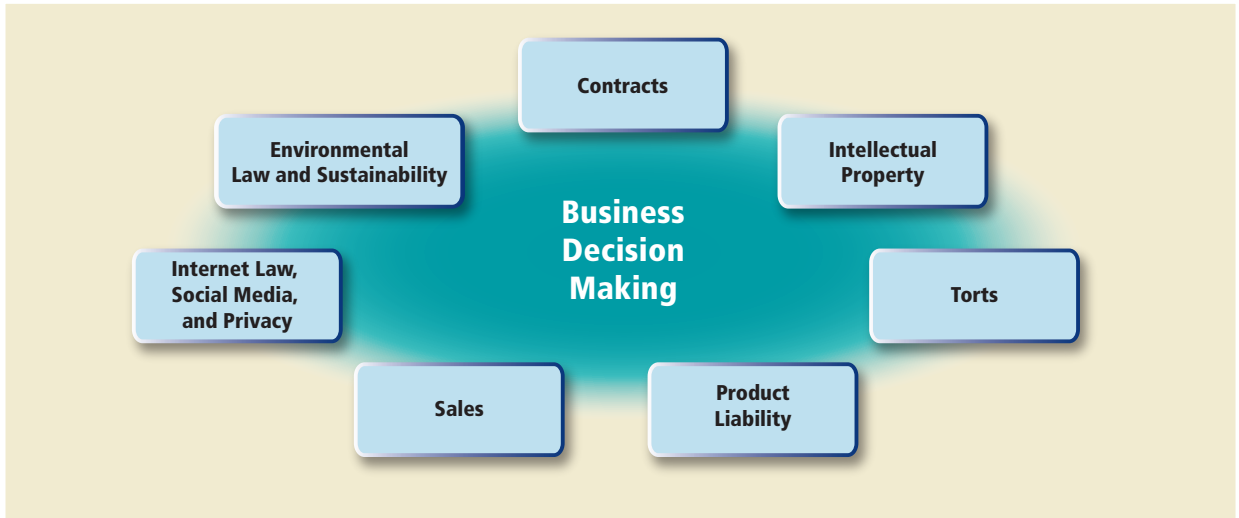 Contracts
Environmental
Law and Sustainability
Intellectual
Property
Business
Decision
Making
Internet Law,
Social Media,
and Privacy
Torts
Sales
Product
Liability